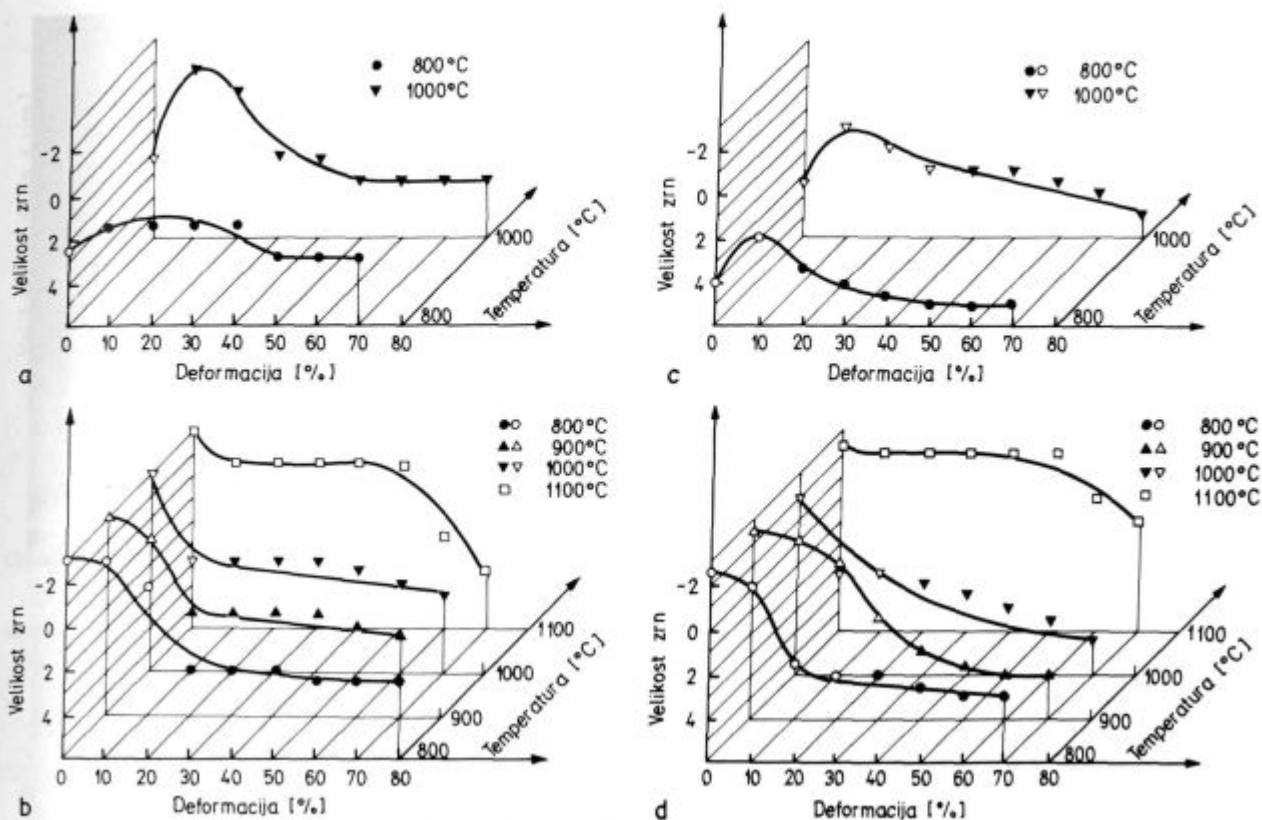 ● 800°C
▼ 1000°C
-2
0
2
4
Velikost zrn
0 10 20 30 40 50 60 70 80
Deformacija [%]
800
1000
Temperatura [°C]
a
●○ 800°C
▼▽ 1000°C
-2
0
2
4
Velikost zrn
0 10 20 30 40 50 60 70 80
Deformacija [%]
800
1000
Temperatura [°C]
c
●○ 800°C
▲△ 900°C
▼▽ 1000°C
□ 1100°C
-2
0
2
4
Velikost zrn
0 10 20 30 40 50 60 70 80
Deformacija [%]
800
900
1000
1100
Temperatura [°C]
b
●○ 800°C
▲△ 900°C
▼▽ 1000°C
□ 1100°C
-2
0
2
4
Velikost zrn
0 10 20 30 40 50 60 70 80
Deformacija [%]
800
900
1000
1100
Temperatura [°C]
d